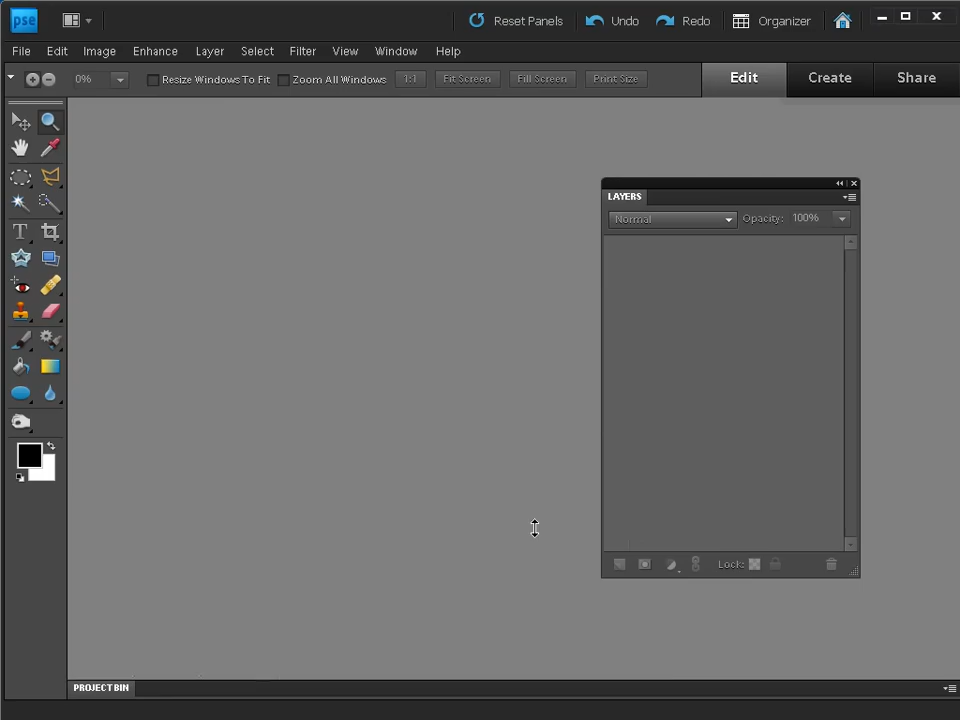 pse Reset Panels Undo Redo Organizer
File Edit Image Enhance Layer Select Filter View Window Help
0% Resize Windows To Fit Zoom All Windows 1:1 Fit Screen Fill Screen Print Size Edit Create Share
LAYERS
Normal Opacity: 100%
T
Lock:
PROJECT BIN